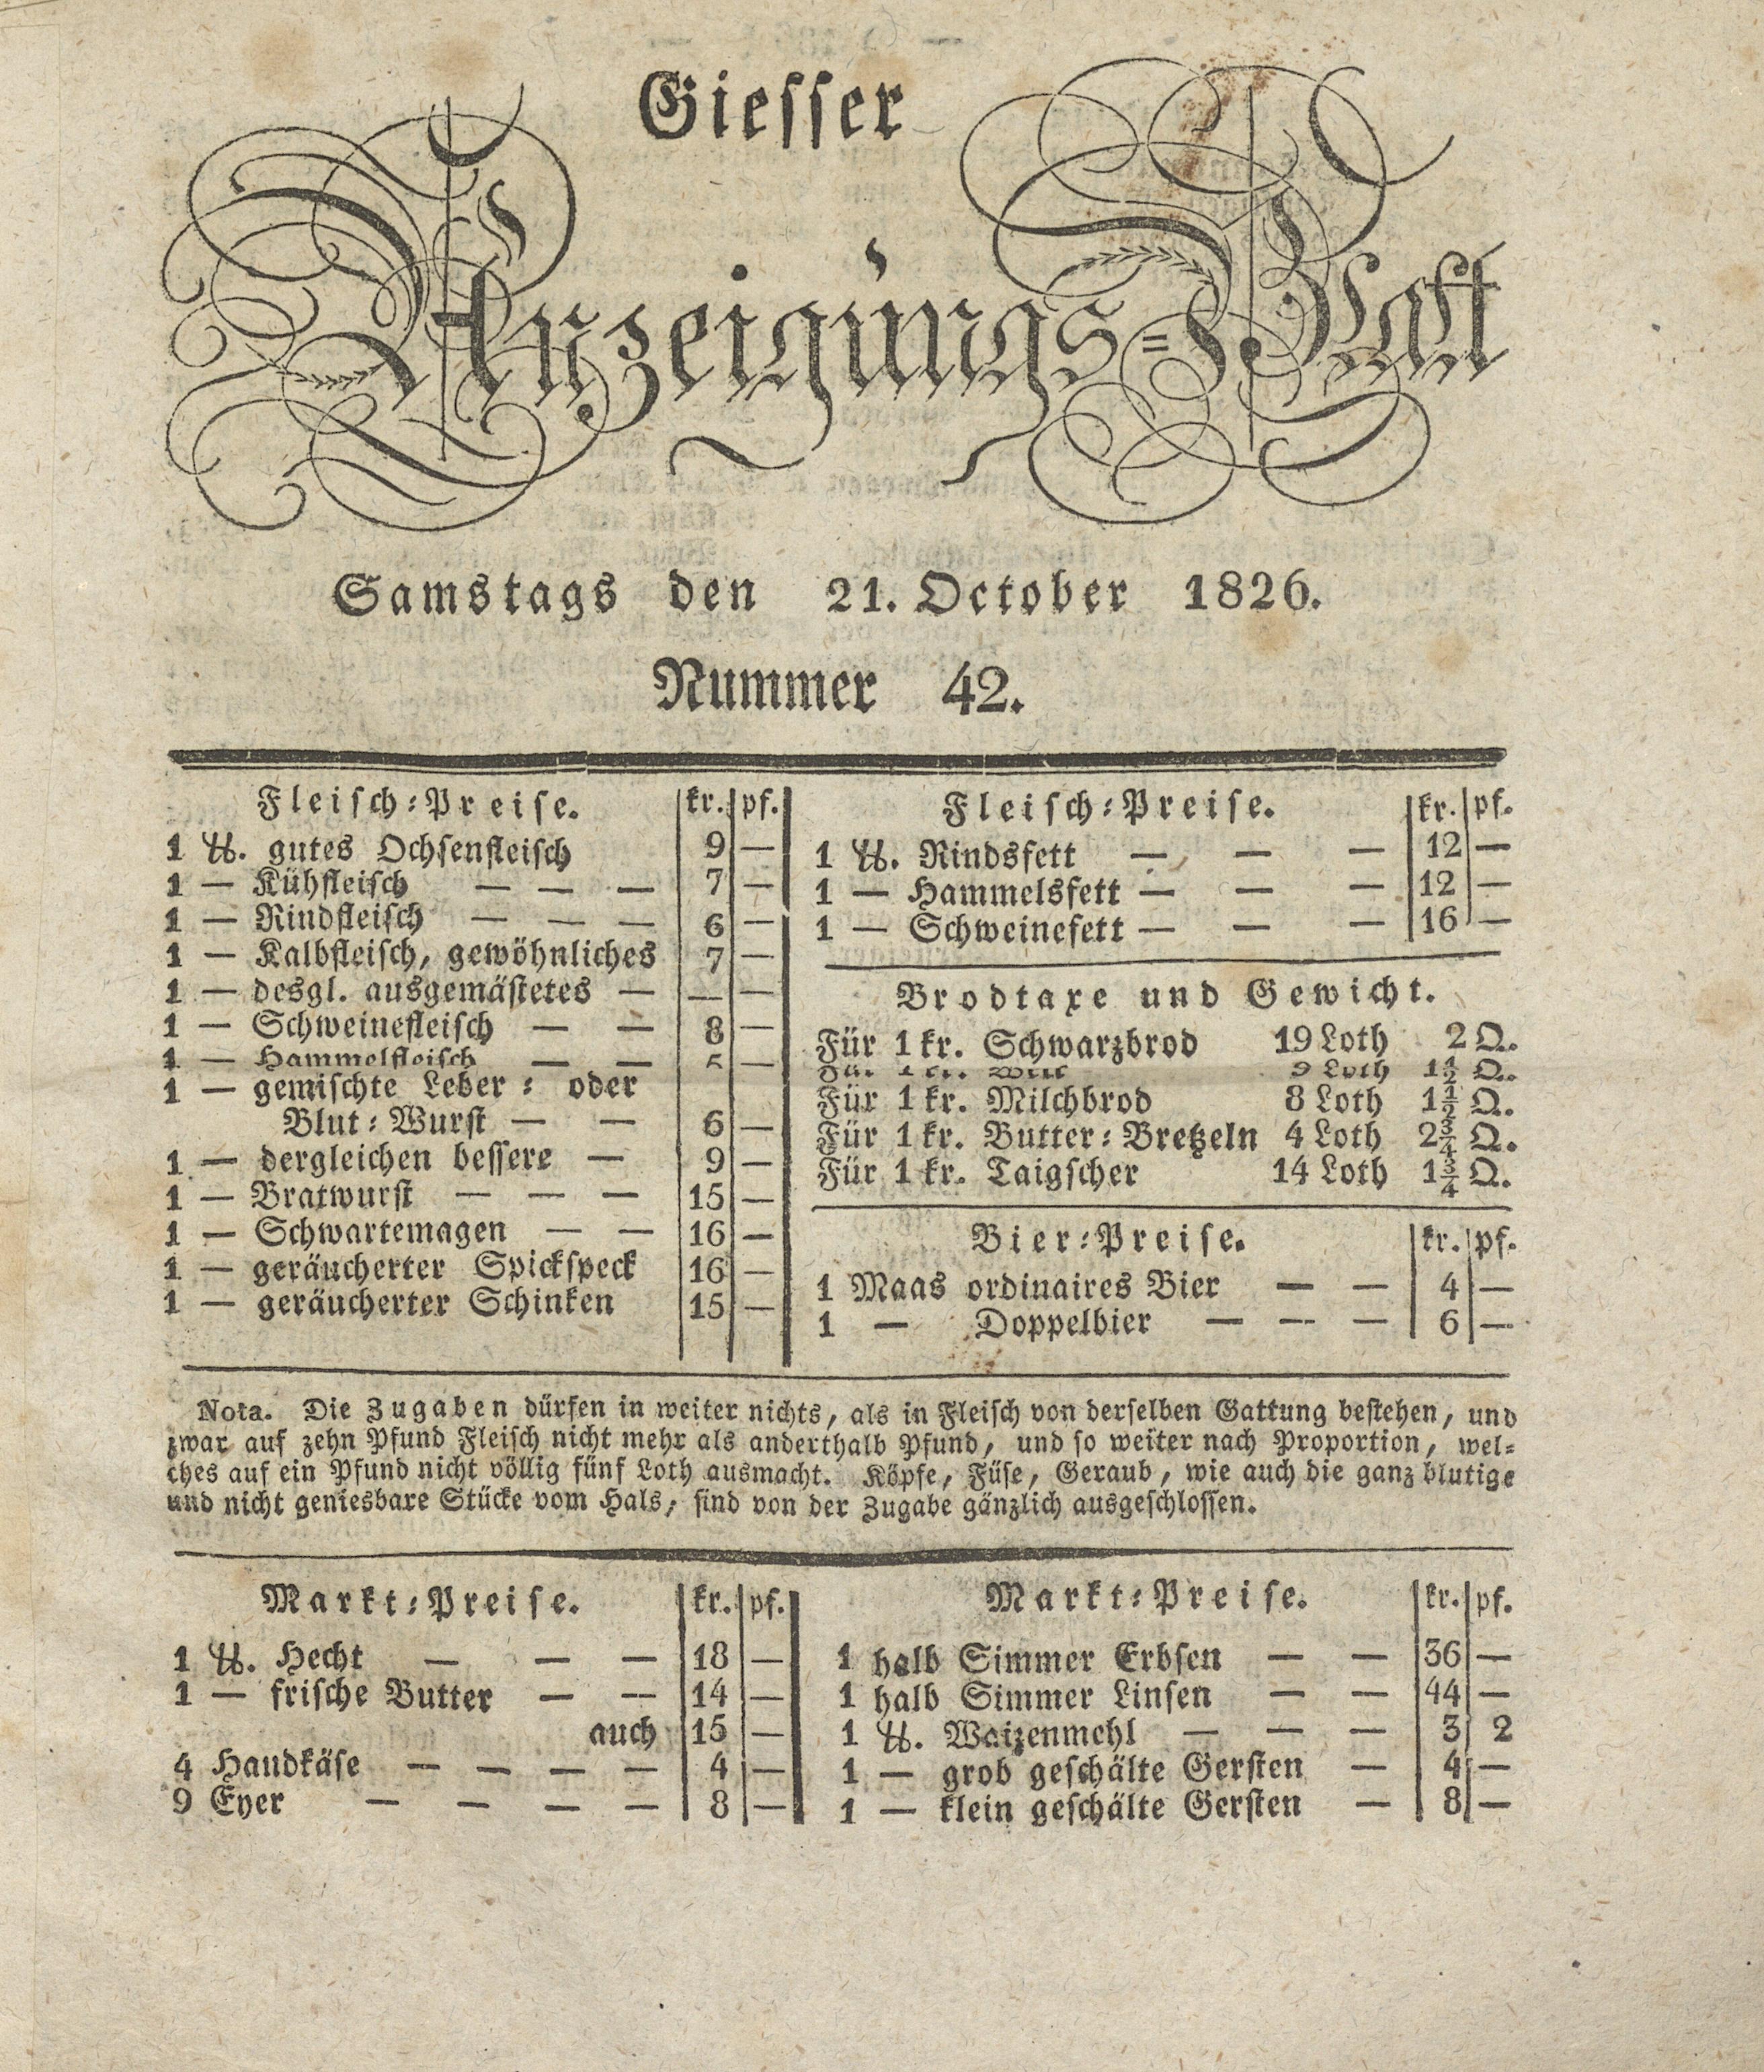 Giesser
Anzeigungs-Blatt
Samstags den 21. October 1826.
Nummer 42.
Fleisch-Preise. kr. pf.
1 ℔. gutes Ochsenfleisch 9 —
1 — Kühfleisch — — — 7 —
1 — Rindfleisch — — — 6 —
1 — Kalbfleisch, gewöhnliches 7 —
1 — desgl. ausgemästetes — — —
1 — Schweinefleisch — — 8 —
1 — Hammelfleisch — — 5 —
1 — gemischte Leber- oder
Blut-Wurst — — 6 —
1 — dergleichen bessere — 9 —
1 — Bratwurst — — — 15 —
1 — Schwartemagen — — 16 —
1 — geräucherter Spickspeck 16 —
1 — geräucherter Schinken 15 —
Fleisch-Preise. kr. pf.
1 ℔. Rindsfett — — — 12 —
1 — Hammelsfett — — — 12 —
1 — Schweinefett — — — 16 —
Brodtaxe und Gewicht.
Für 1 kr. Schwarzbrod 19 Loth 2 Q.
Für 1 kr. 9 Loth 1½ Q.
Für 1 kr. Milchbrod 8 Loth 1½ Q.
Für 1 kr. Butter-Bretzeln 4 Loth 2¾ Q.
Für 1 kr. Taigscher 14 Loth 1¾ Q.
Bier-Preise. kr. pf.
1 Maas ordinaires Bier — — 4 —
1 — Doppelbier — — — 6 —
Nota. Die Zugaben dürfen in weiter nichts, als in Fleisch von derselben Gattung bestehen, und
zwar auf zehn Pfund Fleisch nicht mehr als anderthalb Pfund, und so weiter nach Proportion, wel-
ches auf ein Pfund nicht völlig fünf Loth ausmacht. Köpfe, Füse, Geraub, wie auch die ganz blutige
und nicht geniesbare Stücke vom Hals, sind von der Zugabe gänzlich ausgeschlossen.
Markt-Preise. kr. pf.
1 ℔. Hecht — — — 18 —
1 — frische Butter — — 14 —
auch 15 —
4 Handkäse — — — — 4 —
9 Eyer — — — — 8 —
Markt-Preise. kr. pf.
1 halb Simmer Erbsen — — 36 —
1 halb Simmer Linsen — — 44 —
1 ℔. Waizenmehl — — — 3 2
1 — grob geschälte Gersten — 4 —
1 — klein geschälte Gersten — 8 —